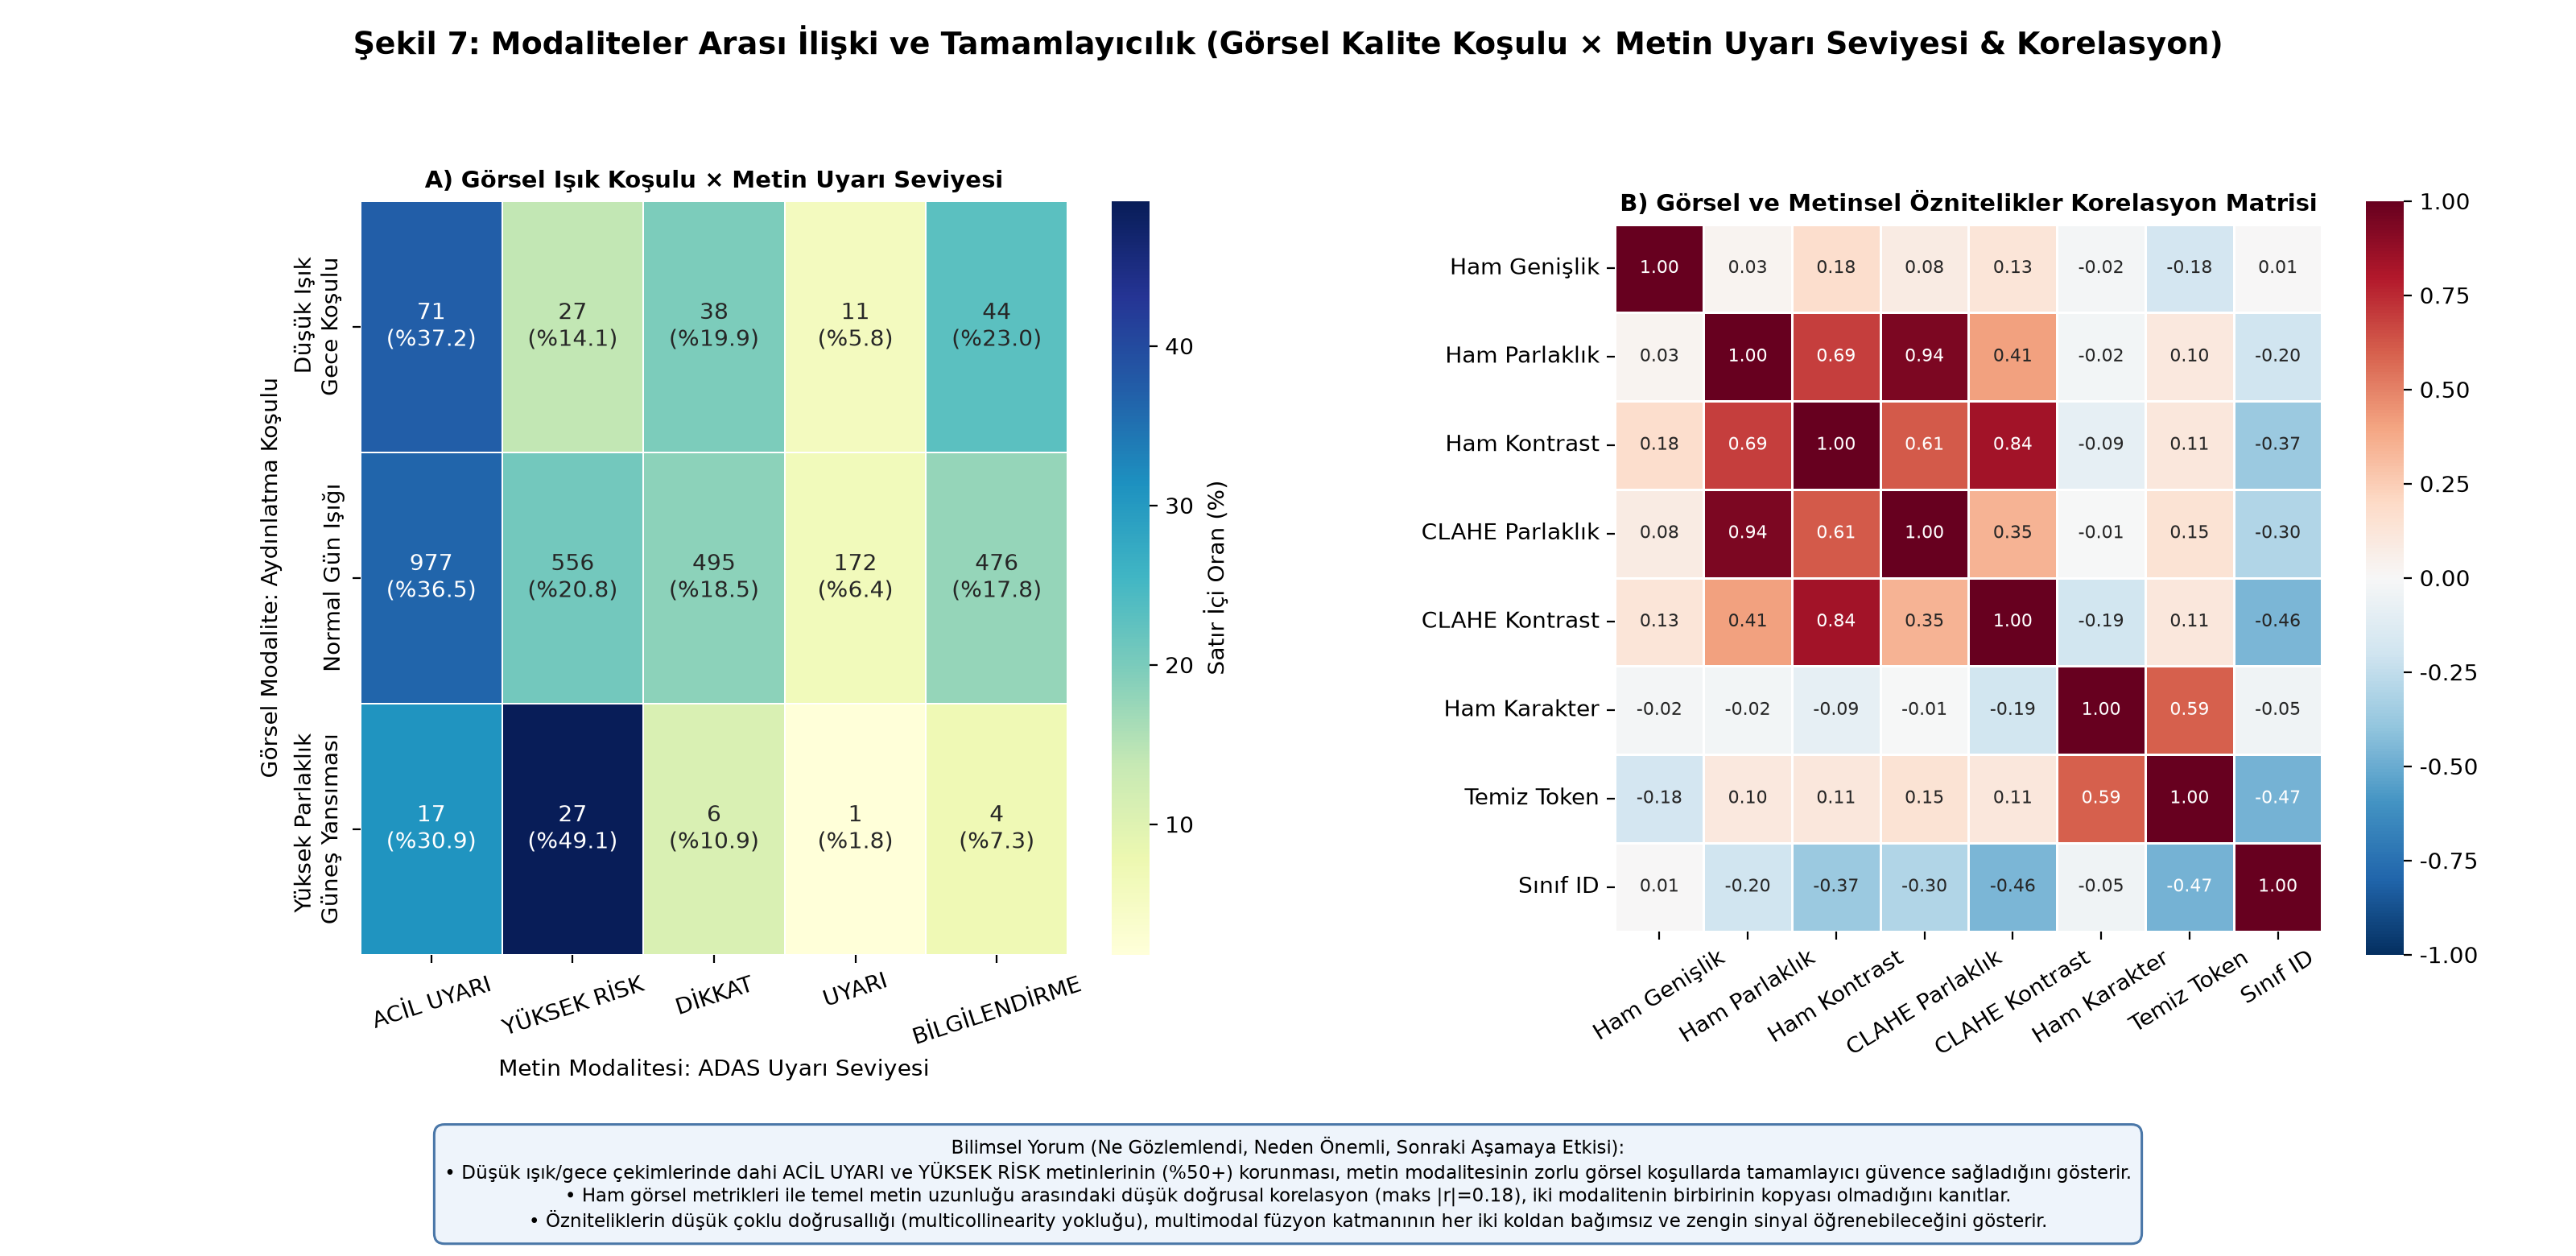 Şekil 7: Modaliteler Arası İlişki ve Tamamlayıcılık (Görsel Kalite Koşulu × Metin Uyarı Seviyesi & Korelasyon)
A) Görsel Işık Koşulu × Metin Uyarı Seviyesi
Görsel Modalite: Aydınlatma Koşulu
Düşük Işık
Gece Koşulu
71 27 38 11 44
(%37.2) (%14.1) (%19.9) (%5.8) (%23.0)
Normal Gün Işığı
977 556 495 172 476
(%36.5) (%20.8) (%18.5) (%6.4) (%17.8)
Yüksek Parlaklık
Güneş Yansıması
17 27 6 1 4
(%30.9) (%49.1) (%10.9) (%1.8) (%7.3)
ACİL UYARI YÜKSEK RİSK DİKKAT UYARI BİLGİLENDİRME
Metin Modalitesi: ADAS Uyarı Seviyesi
40
30
20
10
Satır İçi Oran (%)
B) Görsel ve Metinsel Öznitelikler Korelasyon Matrisi
Ham Genişlik 1.00 0.03 0.18 0.08 0.13 -0.02 -0.18 0.01
Ham Parlaklık 0.03 1.00 0.69 0.94 0.41 -0.02 0.10 -0.20
Ham Kontrast 0.18 0.69 1.00 0.61 0.84 -0.09 0.11 -0.37
CLAHE Parlaklık 0.08 0.94 0.61 1.00 0.35 -0.01 0.15 -0.30
CLAHE Kontrast 0.13 0.41 0.84 0.35 1.00 -0.19 0.11 -0.46
Ham Karakter -0.02 -0.02 -0.09 -0.01 -0.19 1.00 0.59 -0.05
Temiz Token -0.18 0.10 0.11 0.15 0.11 0.59 1.00 -0.47
Sınıf ID 0.01 -0.20 -0.37 -0.30 -0.46 -0.05 -0.47 1.00
Ham Genişlik Ham Parlaklık Ham Kontrast CLAHE Parlaklık CLAHE Kontrast Ham Karakter Temiz Token Sınıf ID
1.00
0.75
0.50
0.25
0.00
-0.25
-0.50
-0.75
-1.00
Bilimsel Yorum (Ne Gözlemlendi, Neden Önemli, Sonraki Aşamaya Etkisi):
• Düşük ışık/gece çekimlerinde dahi ACİL UYARI ve YÜKSEK RİSK metinlerinin (%50+) korunması, metin modalitesinin zorlu görsel koşullarda tamamlayıcı güvence sağladığını gösterir.
• Ham görsel metrikleri ile temel metin uzunluğu arasındaki düşük doğrusal korelasyon (maks |r|=0.18), iki modalitenin birbirinin kopyası olmadığını kanıtlar.
• Özniteliklerin düşük çoklu doğrusallığı (multicollinearity yokluğu), multimodal füzyon katmanının her iki koldan bağımsız ve zengin sinyal öğrenebileceğini gösterir.